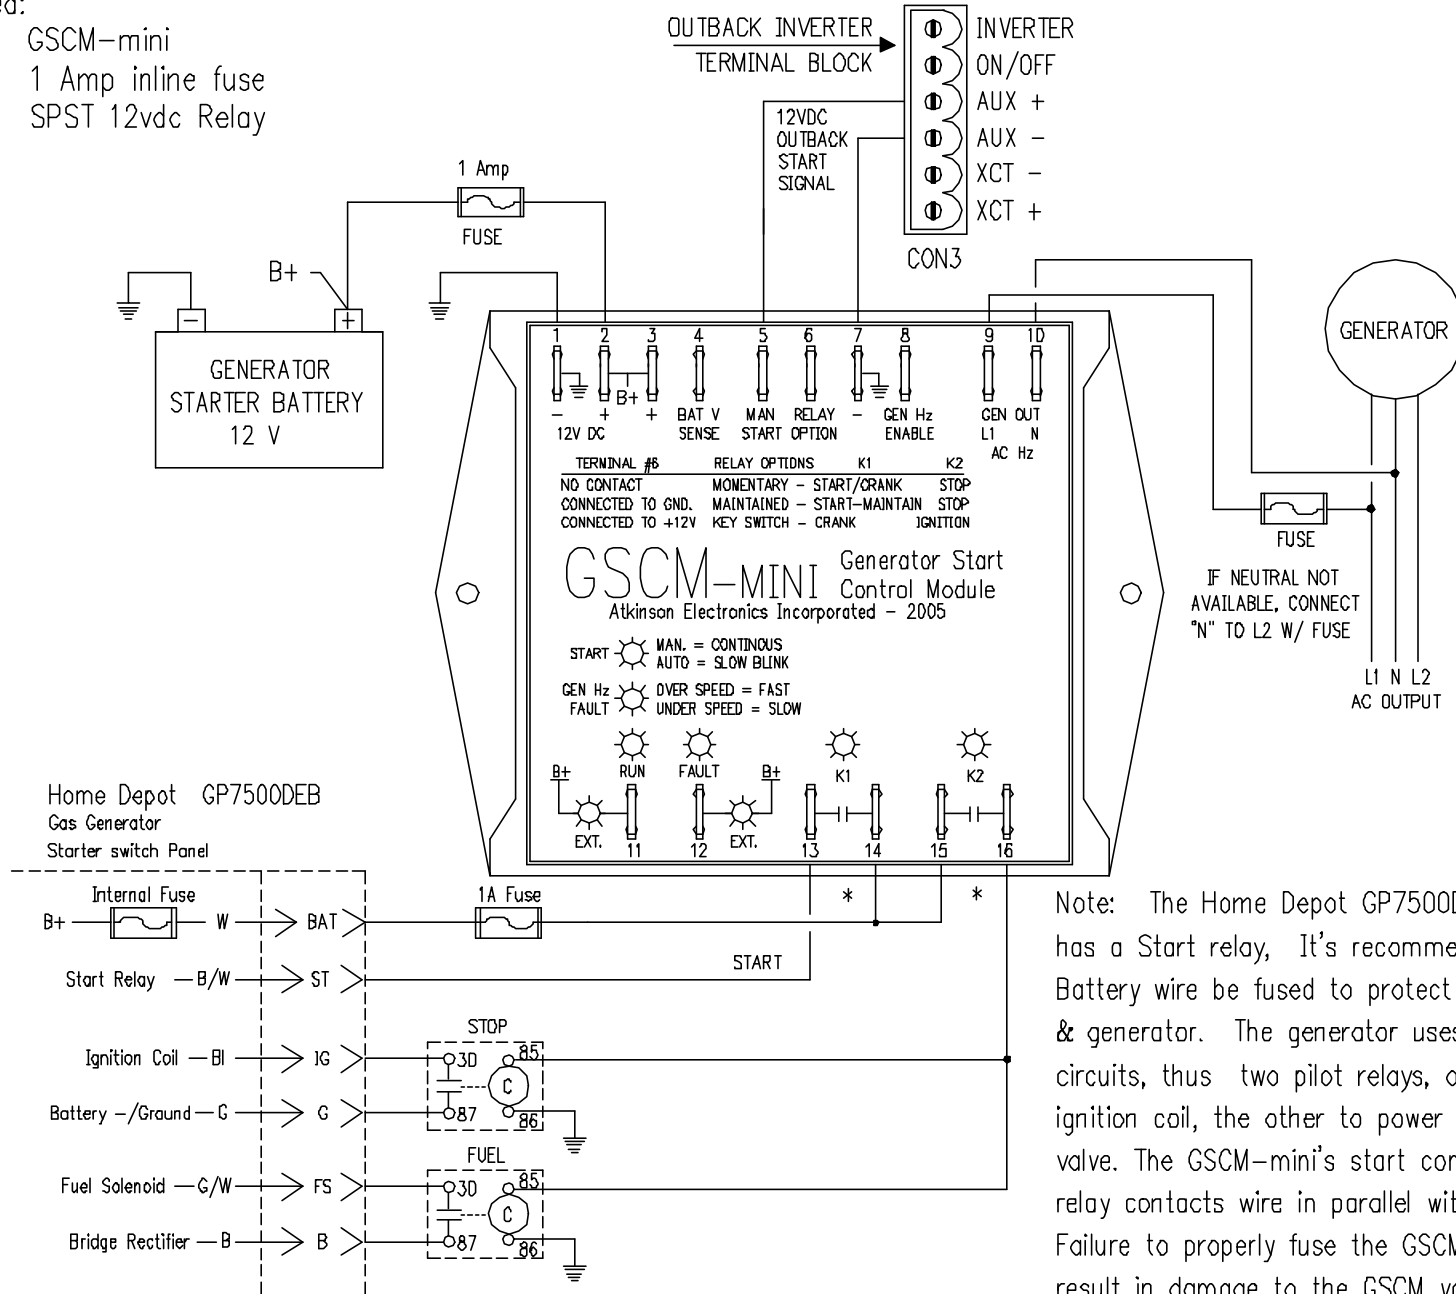 GSCM-mini
1 Amp inline fuse
SPST 12vdc Relay
OUTBACK INVERTER
TERMINAL BLOCK
INVERTER
ON/OFF
AUX +
AUX -
XCT -
XCT +
CON3
12VDC
OUTBACK
START
SIGNAL
1 Amp
FUSE
B+
- +
GENERATOR
STARTER BATTERY
12 V
GENERATOR
1 2 3 4 5 6 7 8 9 10
B+
- + + BAT V MAN RELAY - GEN Hz GEN OUT
12V DC SENSE START OPTION ENABLE L1 N
AC Hz
TERMINAL #6 RELAY OPTIONS K1 K2
NO CONTACT MOMENTARY - START/CRANK STOP
CONNECTED TO GND. MAINTAINED - START-MAINTAIN STOP
CONNECTED TO +12V KEY SWITCH - CRANK IGNITION
GSCM-MINI Generator Start
Control Module
Atkinson Electronics Incorporated - 2005
START MAN. = CONTINOUS
AUTO = SLOW BLINK
GEN Hz OVER SPEED = FAST
FAULT UNDER SPEED = SLOW
B+ RUN FAULT B+ K1 K2
EXT. 11 12 EXT. 13 14 15 16
* *
FUSE
IF NEUTRAL NOT
AVAILABLE, CONNECT
"N" TO L2 W/ FUSE
L1 N L2
AC OUTPUT
Home Depot GP7500DEB
Gas Generator
Starter switch Panel
Internal Fuse 1A Fuse
B+ W BAT
START
Start Relay - B/W ST
STOP
Ignition Coil - Bl IG 30 85
C
Battery -/Ground - G G 87 86
FUEL
Fuel Solenoid - G/W FS 30 85
C
Bridge Rectifier - B B 87 86
Note: The Home Depot
has a Start relay, It's
Battery wire be fused to protect
& generator. The generator
circuits, thus two pilot relays,
ignition coil, the other to power
valve. The GSCM-mini's start
relay contacts wire in parallel
Failure to properly fuse the
result in damage to the GSCM